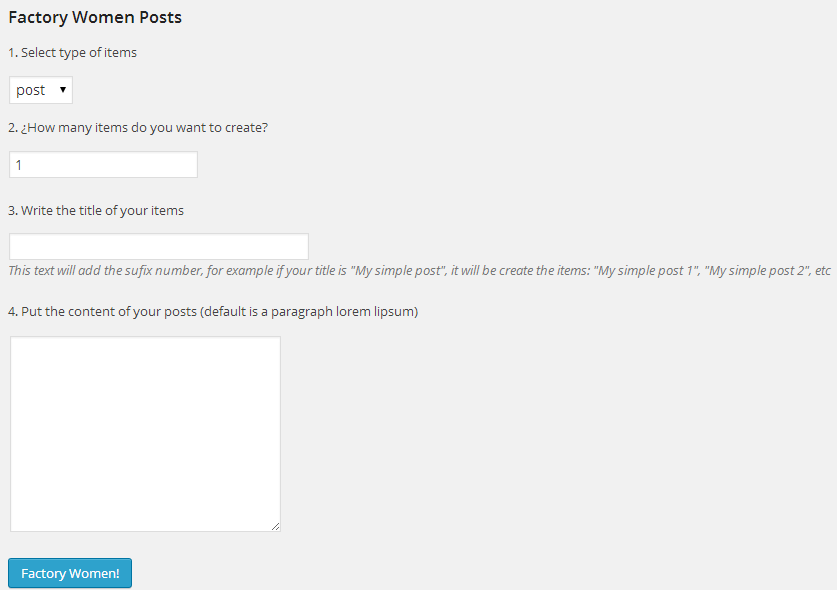 Factory Women Posts
1. Select type of items
post
2. ¿How many items do you want to create?
1
3. Write the title of your items
This text will add the sufix number, for example if your title is "My simple post", it will be create the items: "My simple post 1", "My simple post 2", etc
4. Put the content of your posts (default is a paragraph lorem lipsum)
Factory Women!